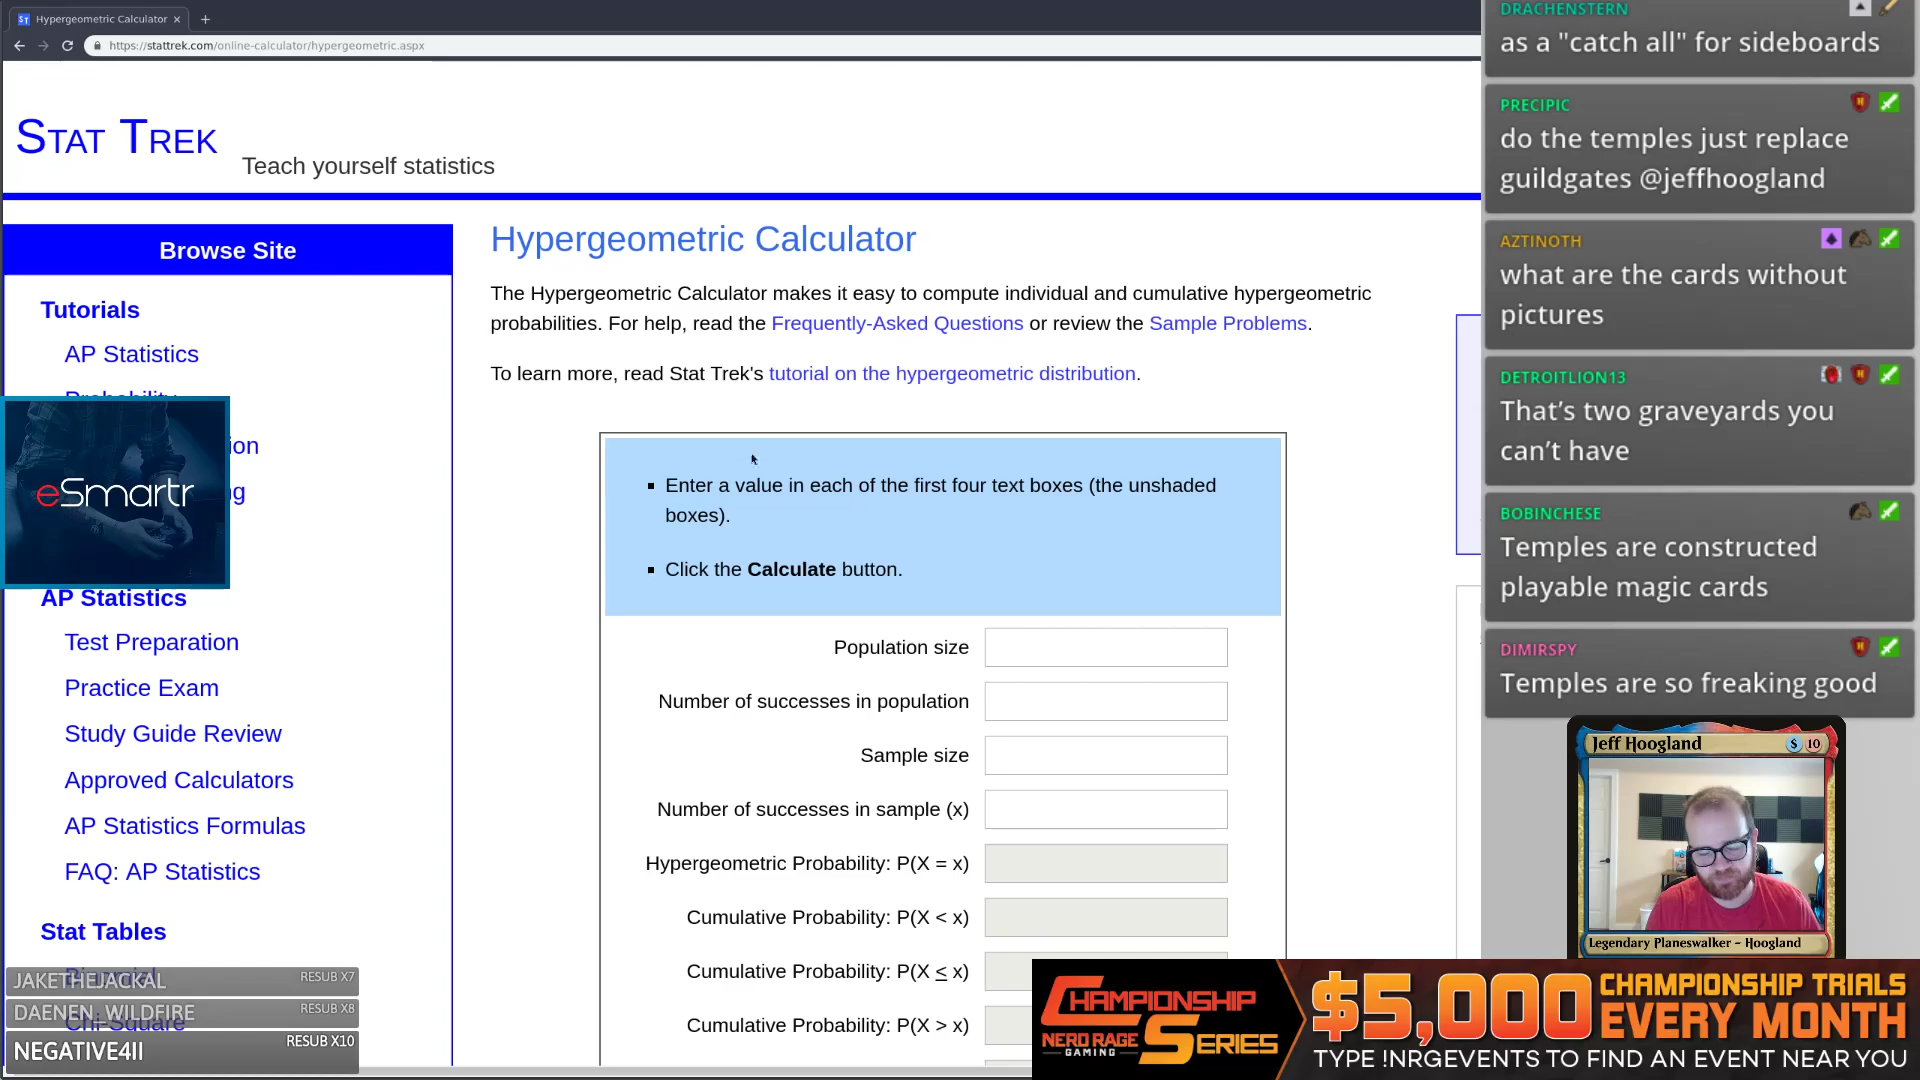 Hypergeometric Calculator
https://stattrek.com/online-calculator/hypergeometric.aspx
STAT TREK
Teach yourself statistics
Browse Site
Tutorials
AP Statistics
Probability
ion
eSmartr
g
AP Statistics
Test Preparation
Practice Exam
Study Guide Review
Approved Calculators
AP Statistics Formulas
FAQ: AP Statistics
Stat Tables
Binomial
Chi-Square
JAKETHEJACKAL RESUB X7
DAENEN_WILDFIRE RESUB X8
NEGATIVE4II RESUB X10
Hypergeometric Calculator
The Hypergeometric Calculator makes it easy to compute individual and cumulative hypergeometric
probabilities. For help, read the Frequently-Asked Questions or review the Sample Problems.
To learn more, read Stat Trek's tutorial on the hypergeometric distribution.
Enter a value in each of the first four text boxes (the unshaded
boxes).
Click the Calculate button.
Population size
Number of successes in population
Sample size
Number of successes in sample (x)
Hypergeometric Probability: P(X = x)
Cumulative Probability: P(X < x)
Cumulative Probability: P(X ≤ x)
Cumulative Probability: P(X > x)
DRACHENSTERN
as a "catch all" for sideboards
PRECIPIC
do the temples just replace
guildgates @jeffhoogland
AZTINOTH
what are the cards without
pictures
DETROITLION13
That's two graveyards you
can't have
BOBINCHESE
Temples are constructed
playable magic cards
DIMIRSPY
Temples are so freaking good
Jeff Hoogland $ 10
Legendary Planeswalker - Hoogland
CHAMPIONSHIP
NERD RAGE
GAMING
SERIES
$5,000 CHAMPIONSHIP TRIALS
EVERY MONTH
TYPE !NRGEVENTS TO FIND AN EVENT NEAR YOU